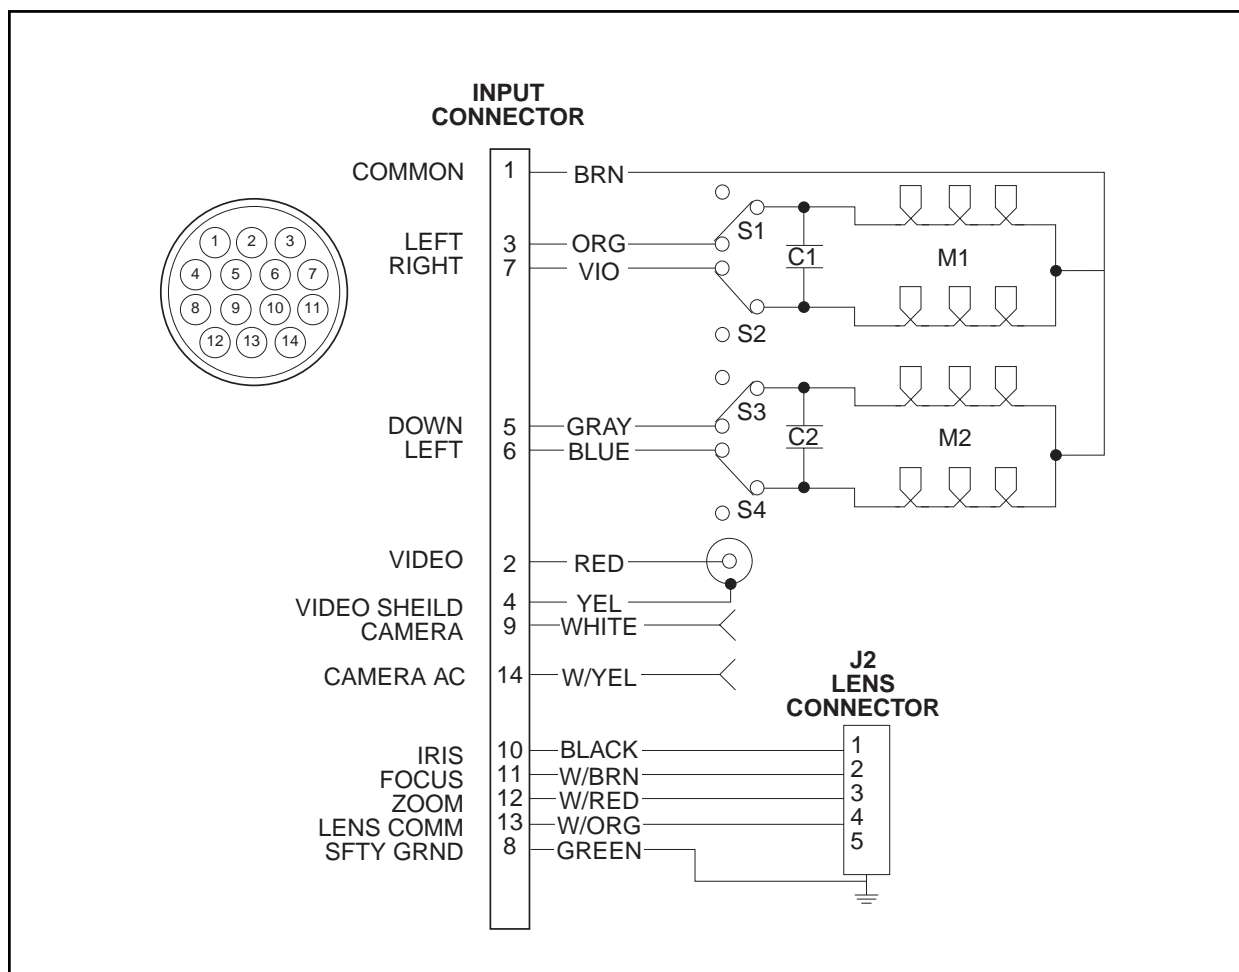 INPUT
CONNECTOR
COMMON 1 BRN
LEFT 3 ORG
RIGHT 7 VIO
S1
C1
M1
S2
1 2 3
4 5 6 7
8 9 10 11
12 13 14
DOWN 5 GRAY
LEFT 6 BLUE
S3
C2
M2
S4
VIDEO 2 RED
VIDEO SHEILD 4 YEL
CAMERA 9 WHITE
CAMERA AC 14 W/YEL
J2
LENS
CONNECTOR
IRIS 10 BLACK 1
FOCUS 11 W/BRN 2
ZOOM 12 W/RED 3
LENS COMM 13 W/ORG 4
SFTY GRND 8 GREEN 5